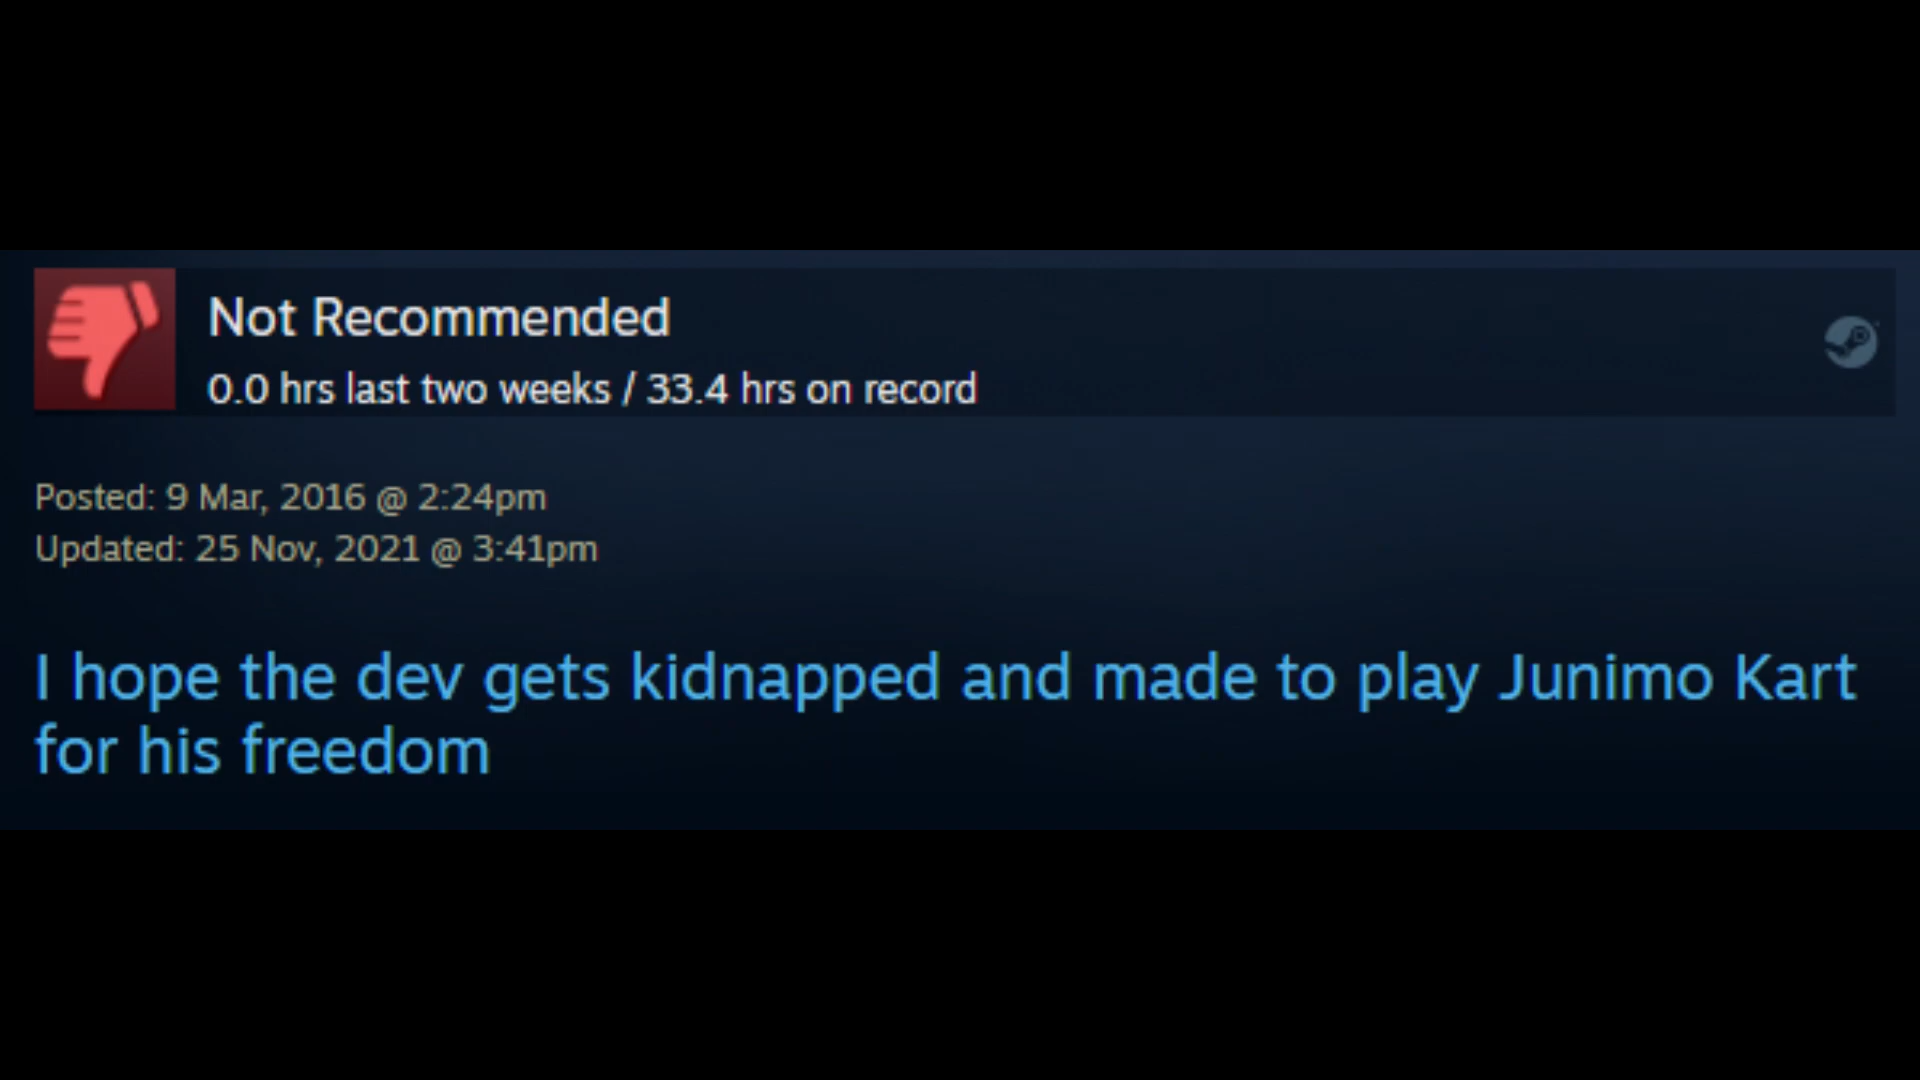 Not Recommended
0.0 hrs last two weeks / 33.4 hrs on record
Posted: 9 Mar, 2016 @ 2:24pm
Updated: 25 Nov, 2021 @ 3:41pm
I hope the dev gets kidnapped and made to play Junimo Kart
for his freedom